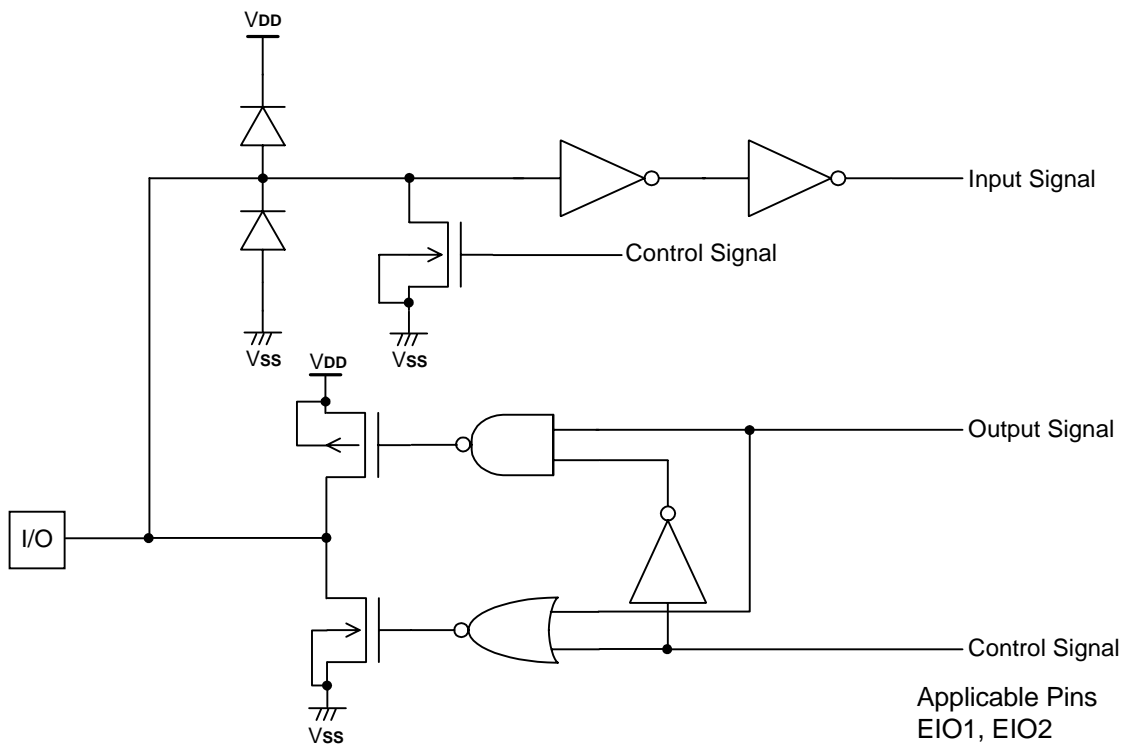 VDD
Input Signal
Control Signal
VSS
VSS
VDD
Output Signal
I/O
Control Signal
Applicable Pins
EIO1, EIO2
VSS